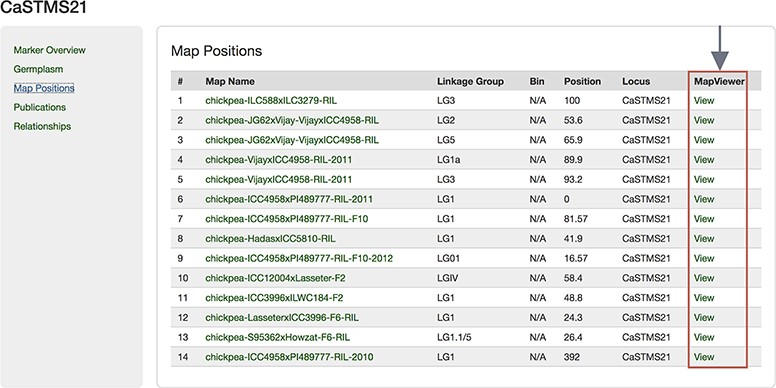 CaSTMS21
Marker Overview
Germplasm
Map Positions
Publications
Relationships
Map Positions
# Map Name Linkage Group Bin Position Locus MapViewer
1 chickpea-ILC588xILC3279-RIL LG3 N/A 100 CaSTMS21 View
2 chickpea-JG62xVijay-VijayxICC4958-RIL LG2 N/A 53.6 CaSTMS21 View
3 chickpea-JG62xVijay-VijayxICC4958-RIL LG5 N/A 65.9 CaSTMS21 View
4 chickpea-VijayxICC4958-RIL-2011 LG1a N/A 89.9 CaSTMS21 View
5 chickpea-VijayxICC4958-RIL-2011 LG3 N/A 93.2 CaSTMS21 View
6 chickpea-ICC4958xPI489777-RIL-2011 LG1 N/A 0 CaSTMS21 View
7 chickpea-ICC4958xPI489777-RIL-F10 LG1 N/A 81.57 CaSTMS21 View
8 chickpea-HadasxICC5810-RIL LG1 N/A 41.9 CaSTMS21 View
9 chickpea-ICC4958xPI489777-RIL-F10-2012 LG01 N/A 16.57 CaSTMS21 View
10 chickpea-ICC12004xLasseter-F2 LGIV N/A 58.4 CaSTMS21 View
11 chickpea-ICC3996xILWC184-F2 LG1 N/A 48.8 CaSTMS21 View
12 chickpea-LasseterxICC3996-F6-RIL LG1 N/A 24.3 CaSTMS21 View
13 chickpea-S95362xHowzat-F6-RIL LG1.1/5 N/A 26.4 CaSTMS21 View
14 chickpea-ICC4958xPI489777-RIL-2010 LG1 N/A 392 CaSTMS21 View